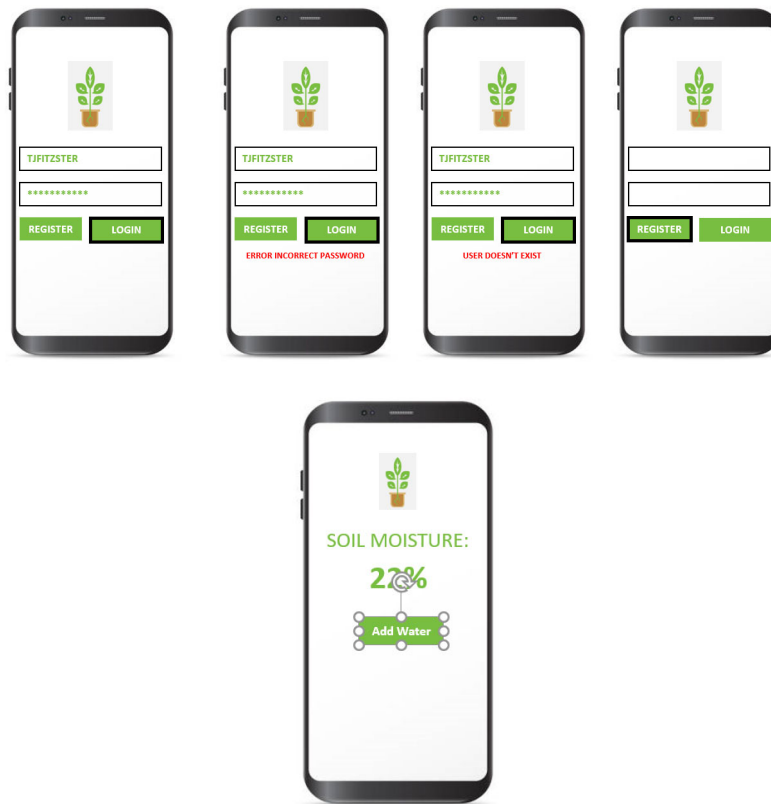 TJFITZSTER
***********
REGISTER LOGIN
TJFITZSTER
***********
REGISTER LOGIN
ERROR INCORRECT PASSWORD
TJFITZSTER
***********
REGISTER LOGIN
USER DOESN'T EXIST
REGISTER LOGIN
SOIL MOISTURE:
22%
Add Water